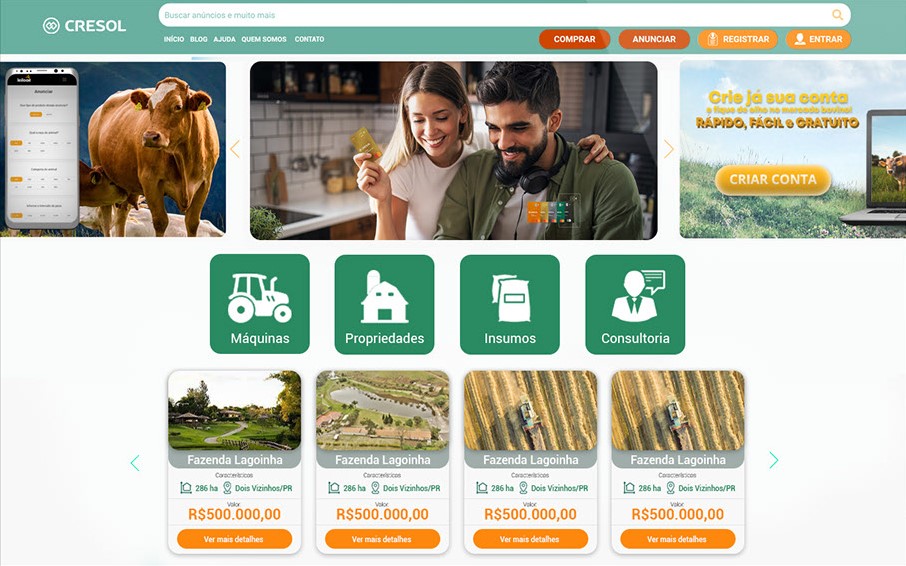 CRESOL
Buscar anúncios e muito mais
INÍCIO BLOG AJUDA QUEM SOMOS CONTATO
COMPRAR ANUNCIAR REGISTRAR ENTRAR
Anunciar
Crie já sua conta
e fique de olho no mercado bovino!
RÁPIDO, FÁCIL e GRATUITO
CRIAR CONTA
Máquinas Propriedades Insumos Consultoria
Fazenda Lagoinha
Características
286 ha Dois Vizinhos/PR
Valor
R$500.000,00
Ver mais detalhes
Fazenda Lagoinha
Características
286 ha Dois Vizinhos/PR
Valor
R$500.000,00
Ver mais detalhes
Fazenda Lagoinha
Características
286 ha Dois Vizinhos/PR
Valor
R$500.000,00
Ver mais detalhes
Fazenda Lagoinha
Características
286 ha Dois Vizinhos/PR
Valor
R$500.000,00
Ver mais detalhes